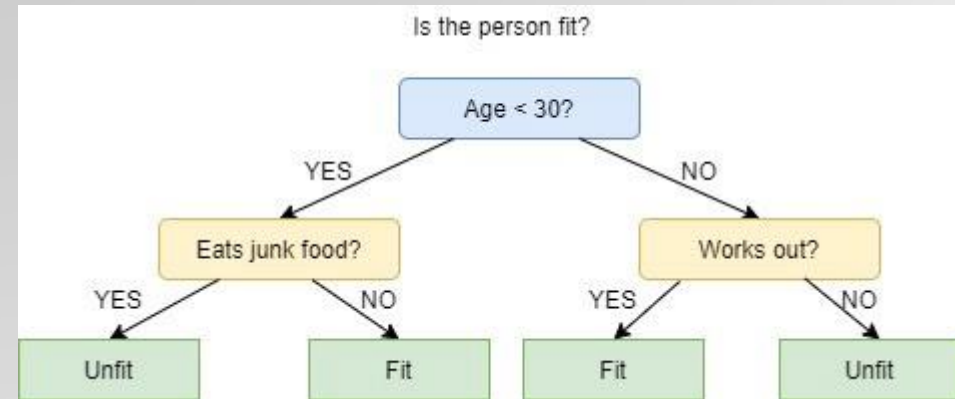 Is the person fit?
Age < 30?
YES
NO
Eats junk food?
Works out?
YES
NO
YES
NO
Unfit
Fit
Fit
Unfit